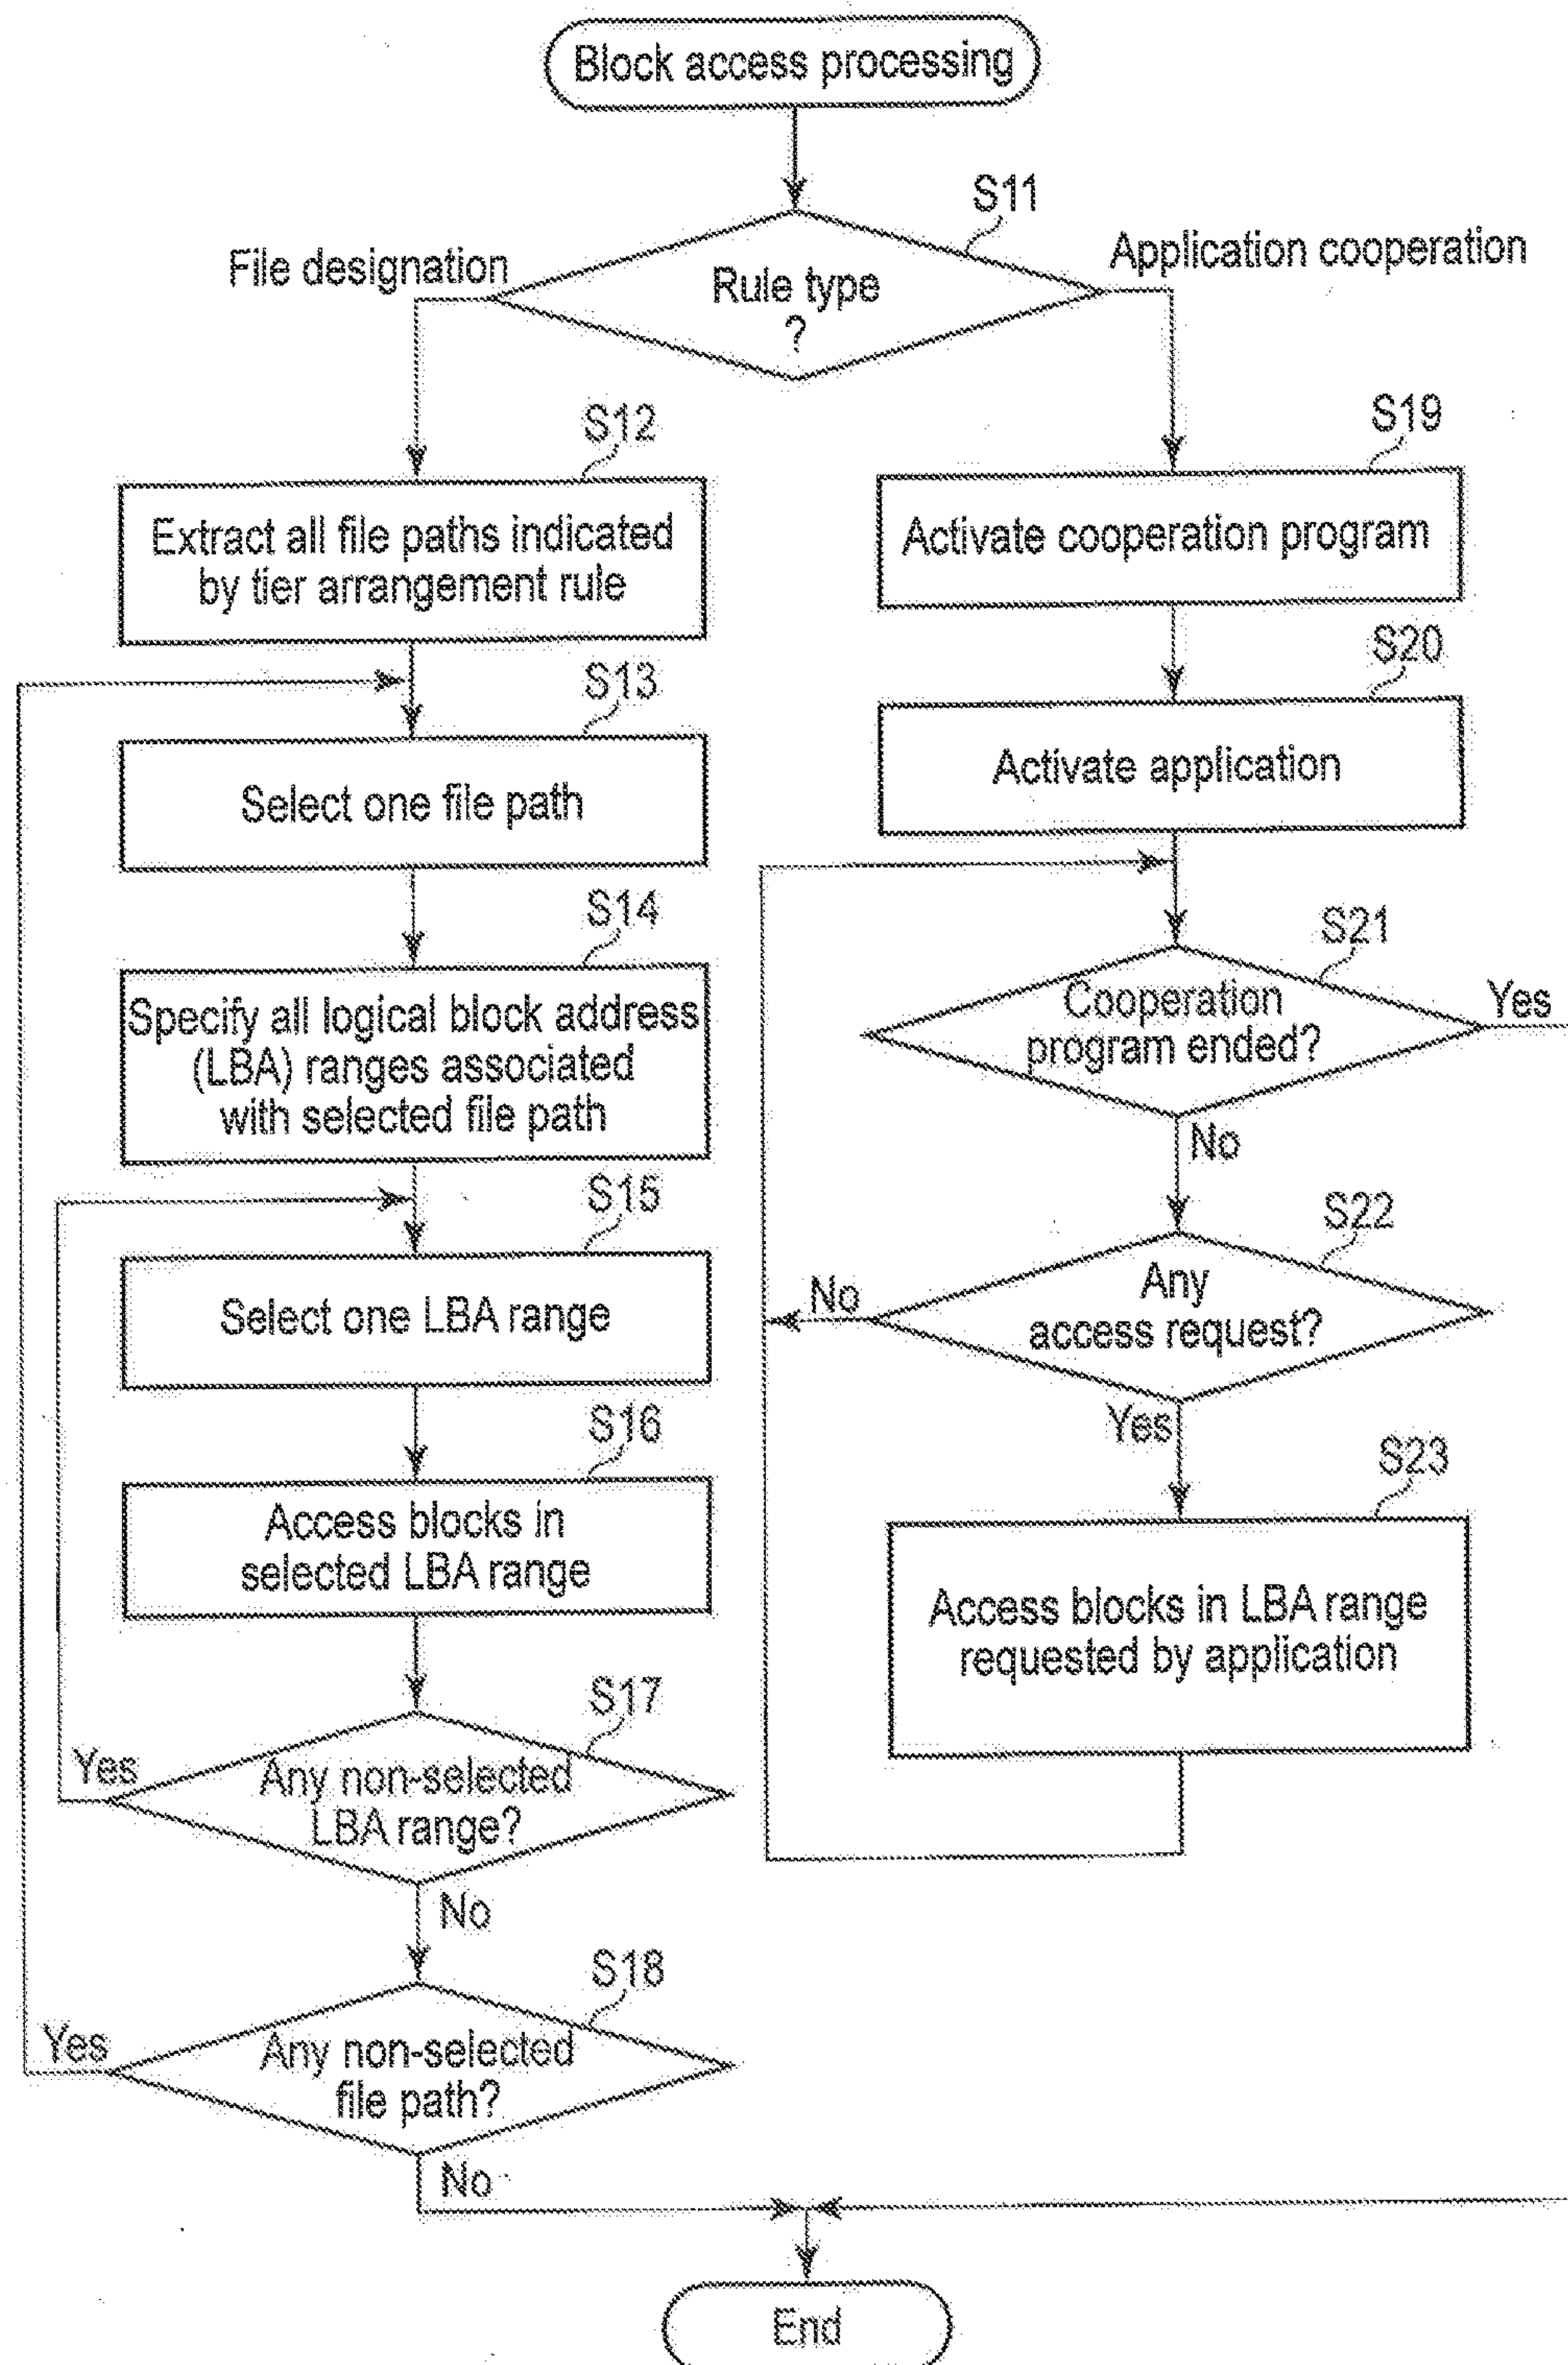 Block access processing
S11
File designation
Application cooperation
Rule type
?
S12
Extract all file paths indicated
by tier arrangement rule
S13
Select one file path
S14
Specify all logical block address
(LBA) ranges associated
with selected file path
S15
Select one LBA range
S16
Access blocks in
selected LBA range
S17
Yes
Any non-selected
LBA range?
No
S18
Yes
Any non-selected
file path?
No
S19
Activate cooperation program
S20
Activate application
S21
Cooperation
program ended?
Yes
No
S22
No
Any
access request?
Yes
S23
Access blocks in LBA range
requested by application
End